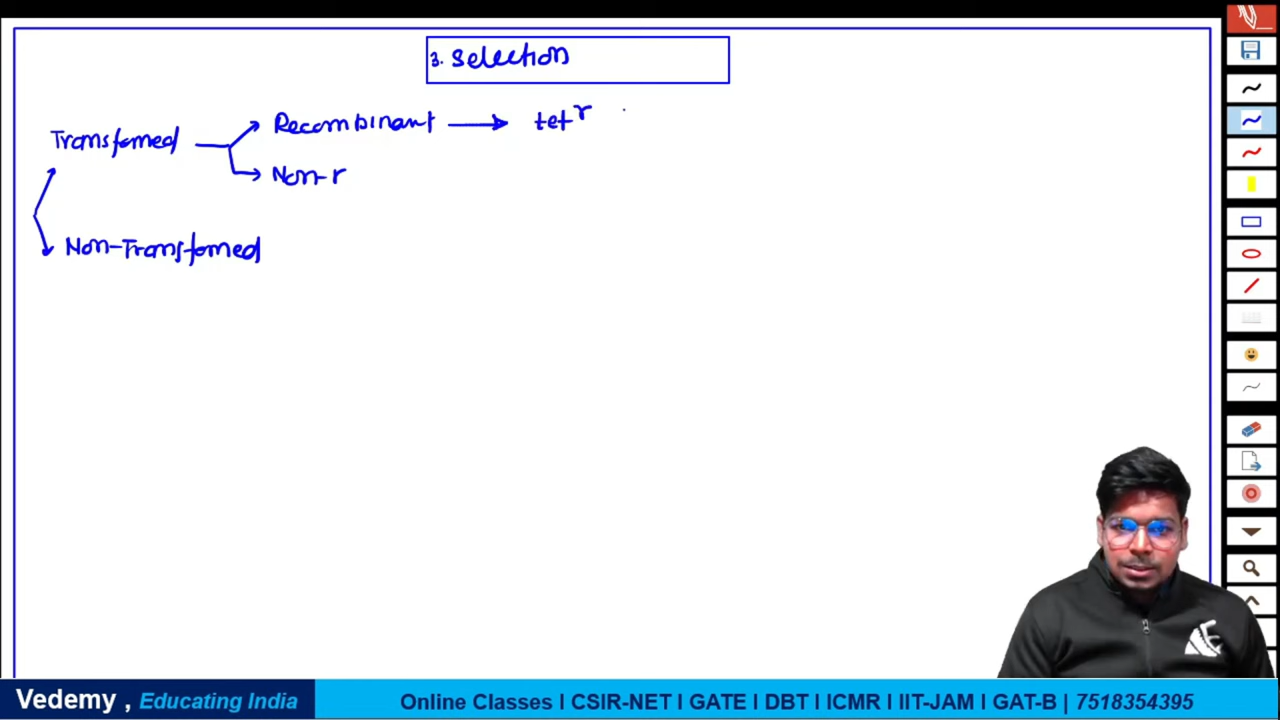 3. Selection
Transformed → Recombinant → tet^r
→ Non-r
Non-Transformed
Vedemy , Educating India
Online Classes I CSIR-NET I GATE I DBT I ICMR I IIT-JAM I GAT-B | 7518354395